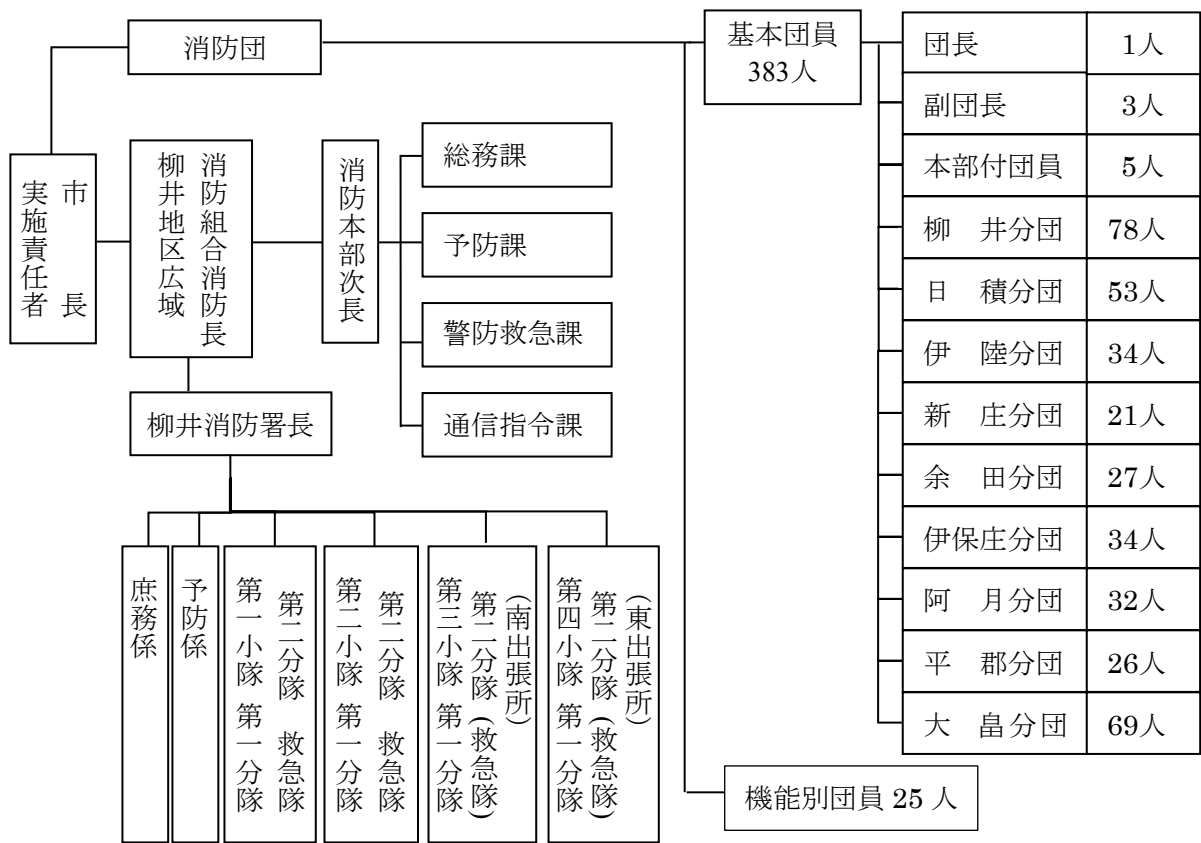 消防団
基本団員
383人
団長 1人
副団長 3人
本部付団員 5人
柳 井分団 78人
日 積分団 53人
伊 陸分団 34人
新 庄分団 21人
余 田分団 27人
伊保庄分団 34人
阿 月分団 32人
平 郡分団 26人
大 畠分団 69人
機能別団員 25 人
市長
実施責任者
消防組合消防長
柳井地区広域
消防本部次長
総務課
予防課
警防救急課
通信指令課
柳井消防署長
庶務係
予防係
第一小隊 第一分隊
第二分隊 救急隊
第二小隊 第一分隊
第二分隊 救急隊
(南出張所)
第二分隊(救急隊)
第三小隊 第一分隊
(東出張所)
第二分隊(救急隊)
第四小隊 第一分隊